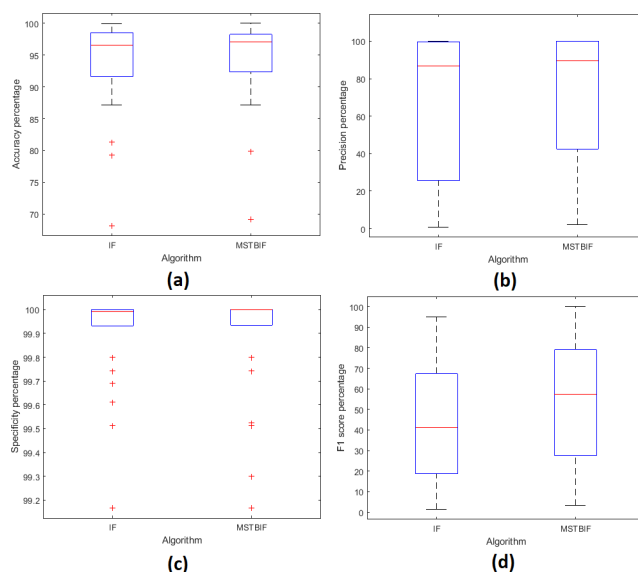 Accuracy percentage
100
95
90
85
80
75
70
IF
MSTBIF
Algorithm
(a)
Precision percentage
100
80
60
40
20
0
IF
MSTBIF
Algorithm
(b)
Specificity percentage
100
99.9
99.8
99.7
99.6
99.5
99.4
99.3
99.2
IF
MSTBIF
Algorithm
(c)
F1 score percentage
100
90
80
70
60
50
40
30
20
10
0
IF
MSTBIF
Algorithm
(d)